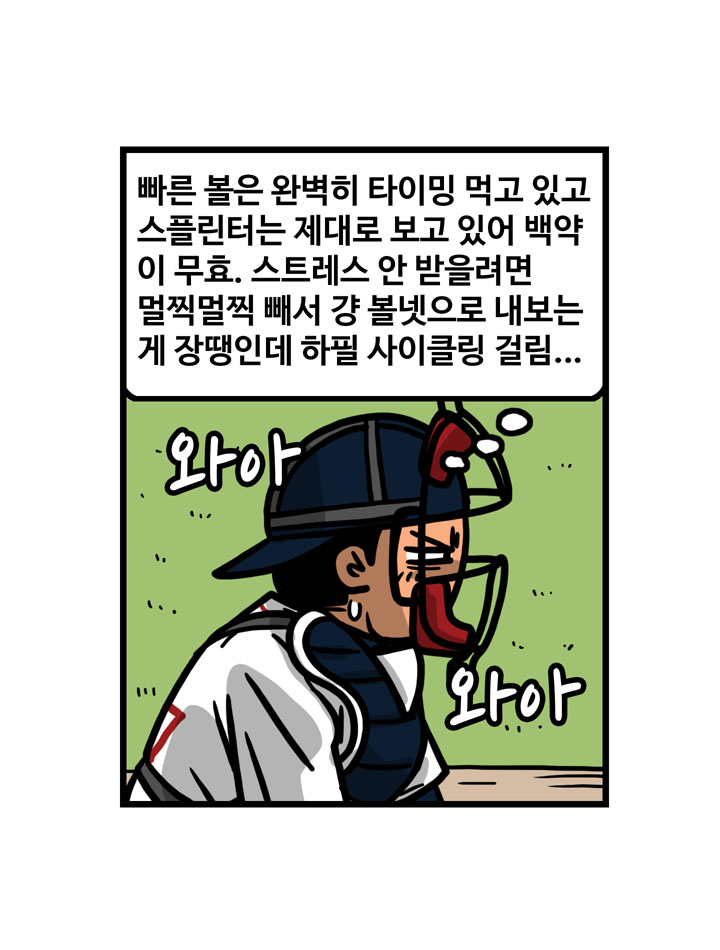 빠른 볼은 완벽히 타이밍 먹고 있고
스플린터는 제대로 보고 있어 백약
이 무효. 스트레스 안 받을려면
멀찍멀찍 빼서 걍 볼넷으로 내보는
게 장땡인데 하필 사이클링 걸림...
와아
와아